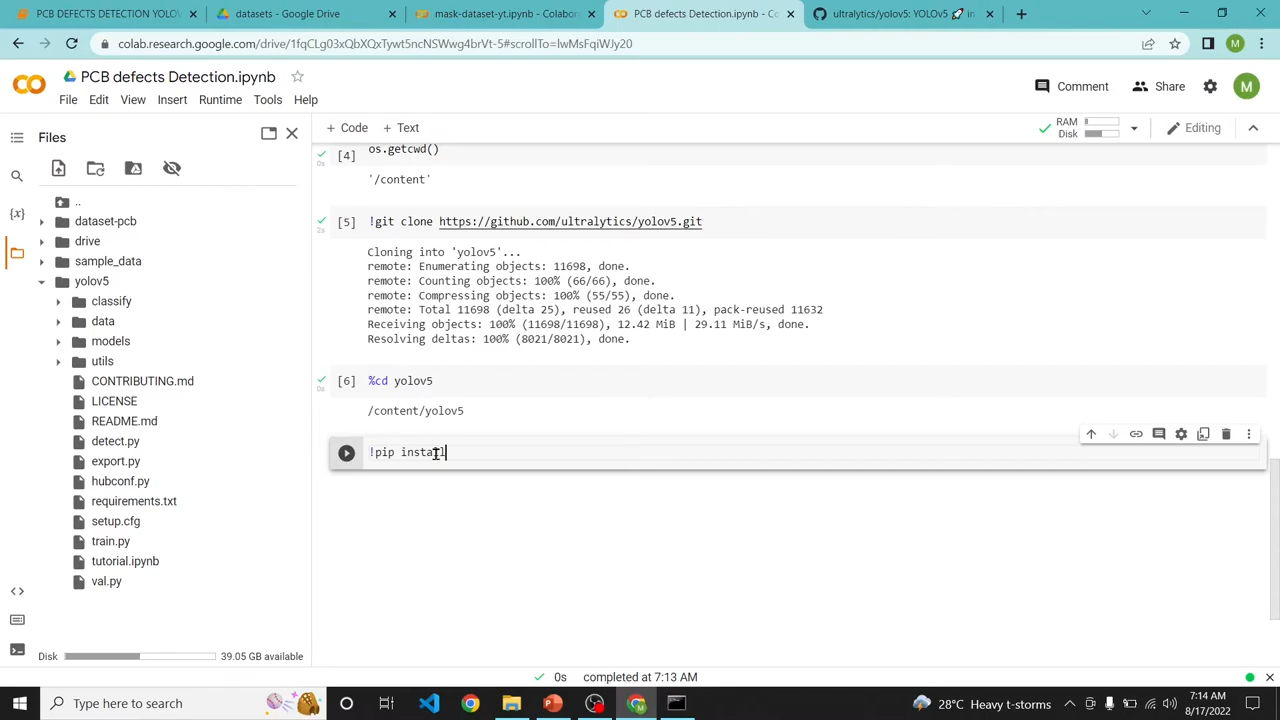 PCB DEFECTS DETECTION YOLOV
datasets - Google Drive
mask-dataset-yt.ipynb - Colabora
PCB defects Detection.ipynb - Co
ultralytics/yolov5: YOLOv5 🚀 in
colab.research.google.com/drive/1fqCLg03xQbXQxTywt5ncNSWwg4brVt-5#scrollTo=lwMsFqiWJy20
M
PCB defects Detection.ipynb
File Edit View Insert Runtime Tools Help
Comment Share M
Files
+ Code + Text
RAM
Disk
Editing
..
dataset-pcb
drive
sample_data
yolov5
classify
data
models
utils
CONTRIBUTING.md
LICENSE
README.md
detect.py
export.py
hubconf.py
requirements.txt
setup.cfg
train.py
tutorial.ipynb
val.py
Disk 39.05 GB available
[4] os.getcwd()
0s
'/content'
[5] !git clone https://github.com/ultralytics/yolov5.git
2s
Cloning into 'yolov5'...
remote: Enumerating objects: 11698, done.
remote: Counting objects: 100% (66/66), done.
remote: Compressing objects: 100% (55/55), done.
remote: Total 11698 (delta 25), reused 26 (delta 11), pack-reused 11632
Receiving objects: 100% (11698/11698), 12.42 MiB | 29.11 MiB/s, done.
Resolving deltas: 100% (8021/8021), done.
[6] %cd yolov5
0s
/content/yolov5
!pip install
0s completed at 7:13 AM
Type here to search
28°C Heavy t-storms
7:14 AM
8/17/2022